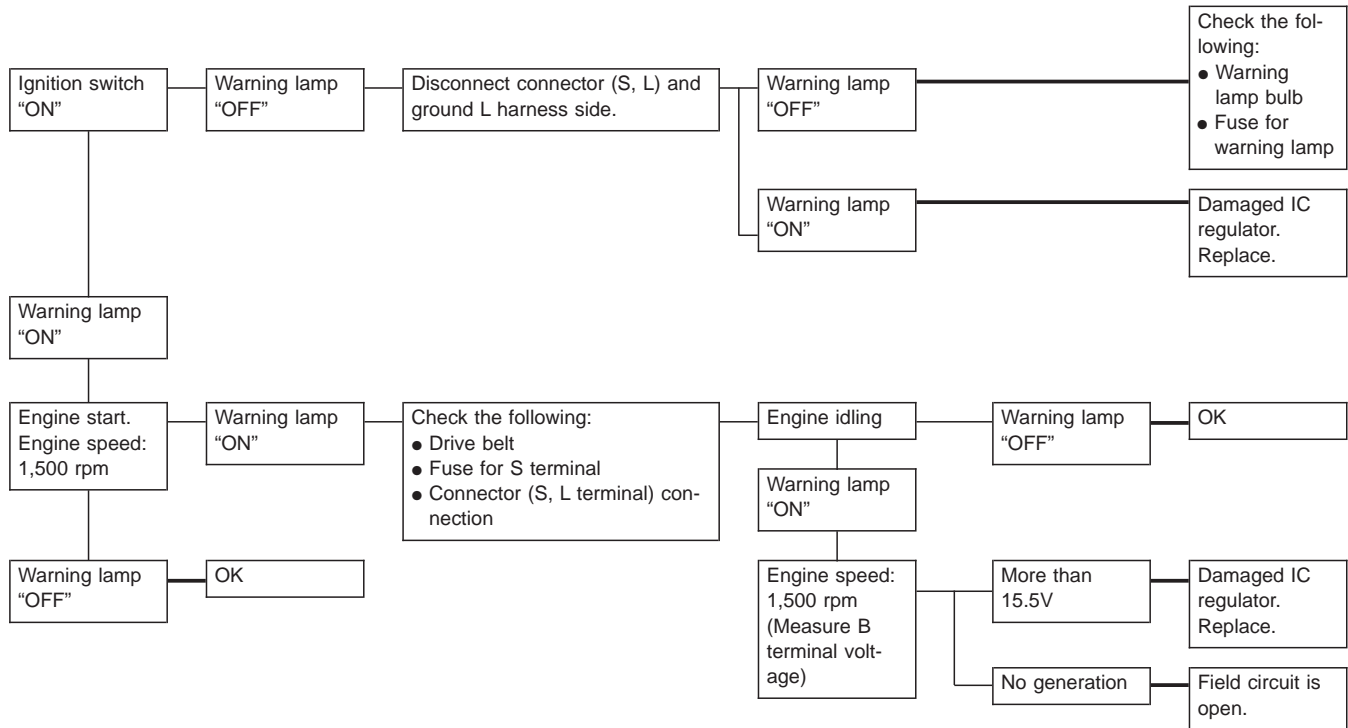 Ignition switch
“ON”
Warning lamp
“OFF”
Disconnect connector (S, L) and
ground L harness side.
Warning lamp
“OFF”
Check the fol-
lowing:
● Warning
lamp bulb
● Fuse for
warning lamp
Warning lamp
“ON”
Damaged IC
regulator.
Replace.
Warning lamp
“ON”
Engine start.
Engine speed:
1,500 rpm
Warning lamp
“ON”
Check the following:
● Drive belt
● Fuse for S terminal
● Connector (S, L terminal) con-
nection
Engine idling
Warning lamp
“OFF”
OK
Warning lamp
“ON”
Warning lamp
“OFF”
OK
Engine speed:
1,500 rpm
(Measure B
terminal volt-
age)
More than
15.5V
Damaged IC
regulator.
Replace.
No generation
Field circuit is
open.